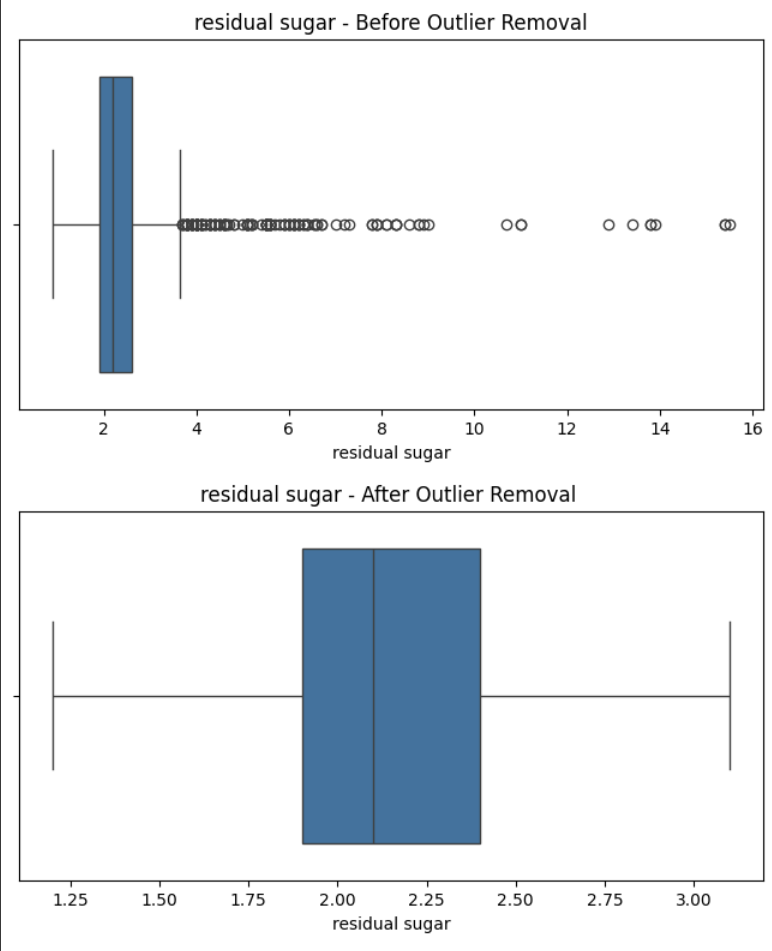 residual sugar - Before Outlier Removal
2 4 6 8 10 12 14 16
residual sugar
residual sugar - After Outlier Removal
1.25 1.50 1.75 2.00 2.25 2.50 2.75 3.00
residual sugar